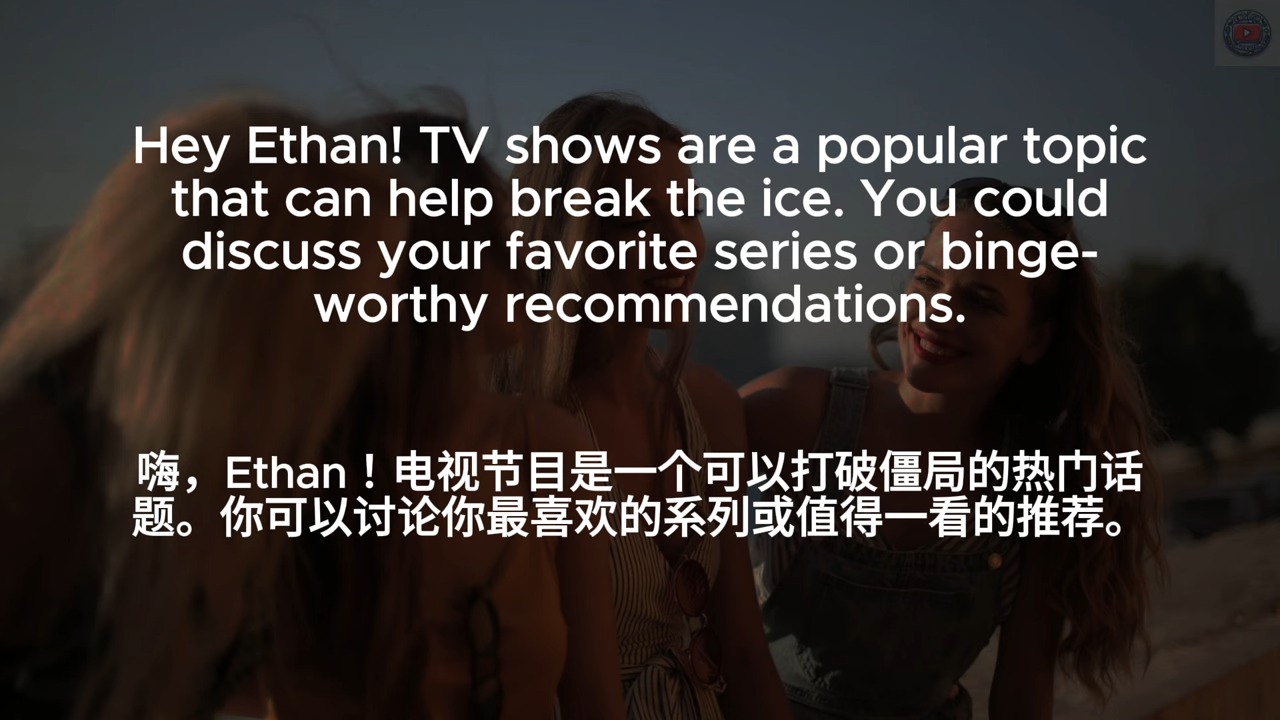 Hey Ethan! TV shows are a popular topic
that can help break the ice. You could
discuss your favorite series or binge-
worthy recommendations.
嗨，Ethan！电视节目是一个可以打破僵局的热门话
题。你可以讨论你最喜欢的系列或值得一看的推荐。